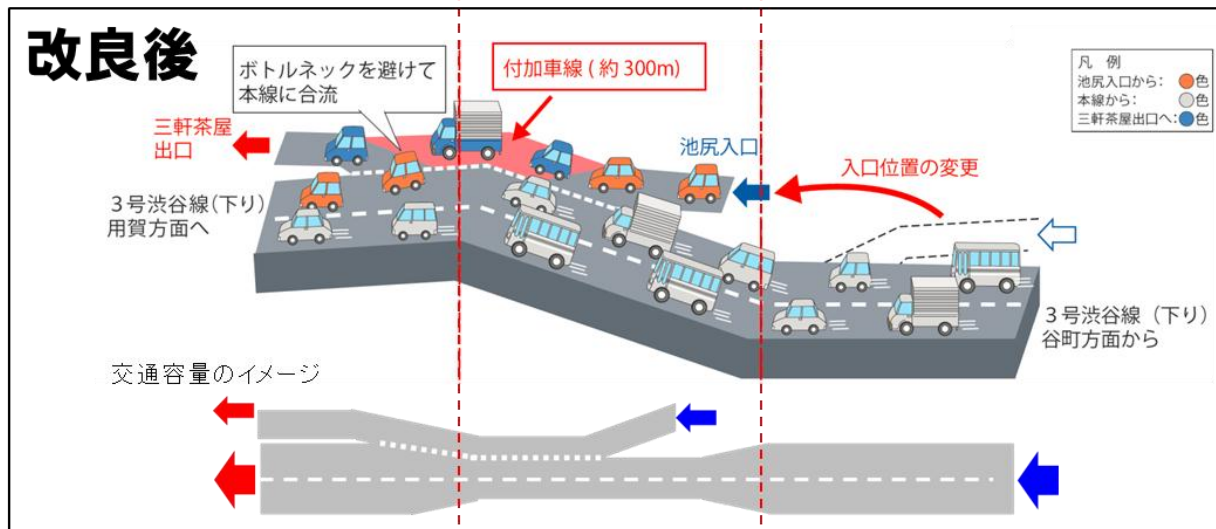 改良後
ボトルネックを避けて
本線に合流
付加車線(約300m)
凡　例
池尻入口から：　色
本線から：　色
三軒茶屋出口へ：　色
三軒茶屋
出口
池尻入口
入口位置の変更
３号渋谷線(下り)
用賀方面へ
３号渋谷線（下り）
谷町方面から
交通容量のイメージ